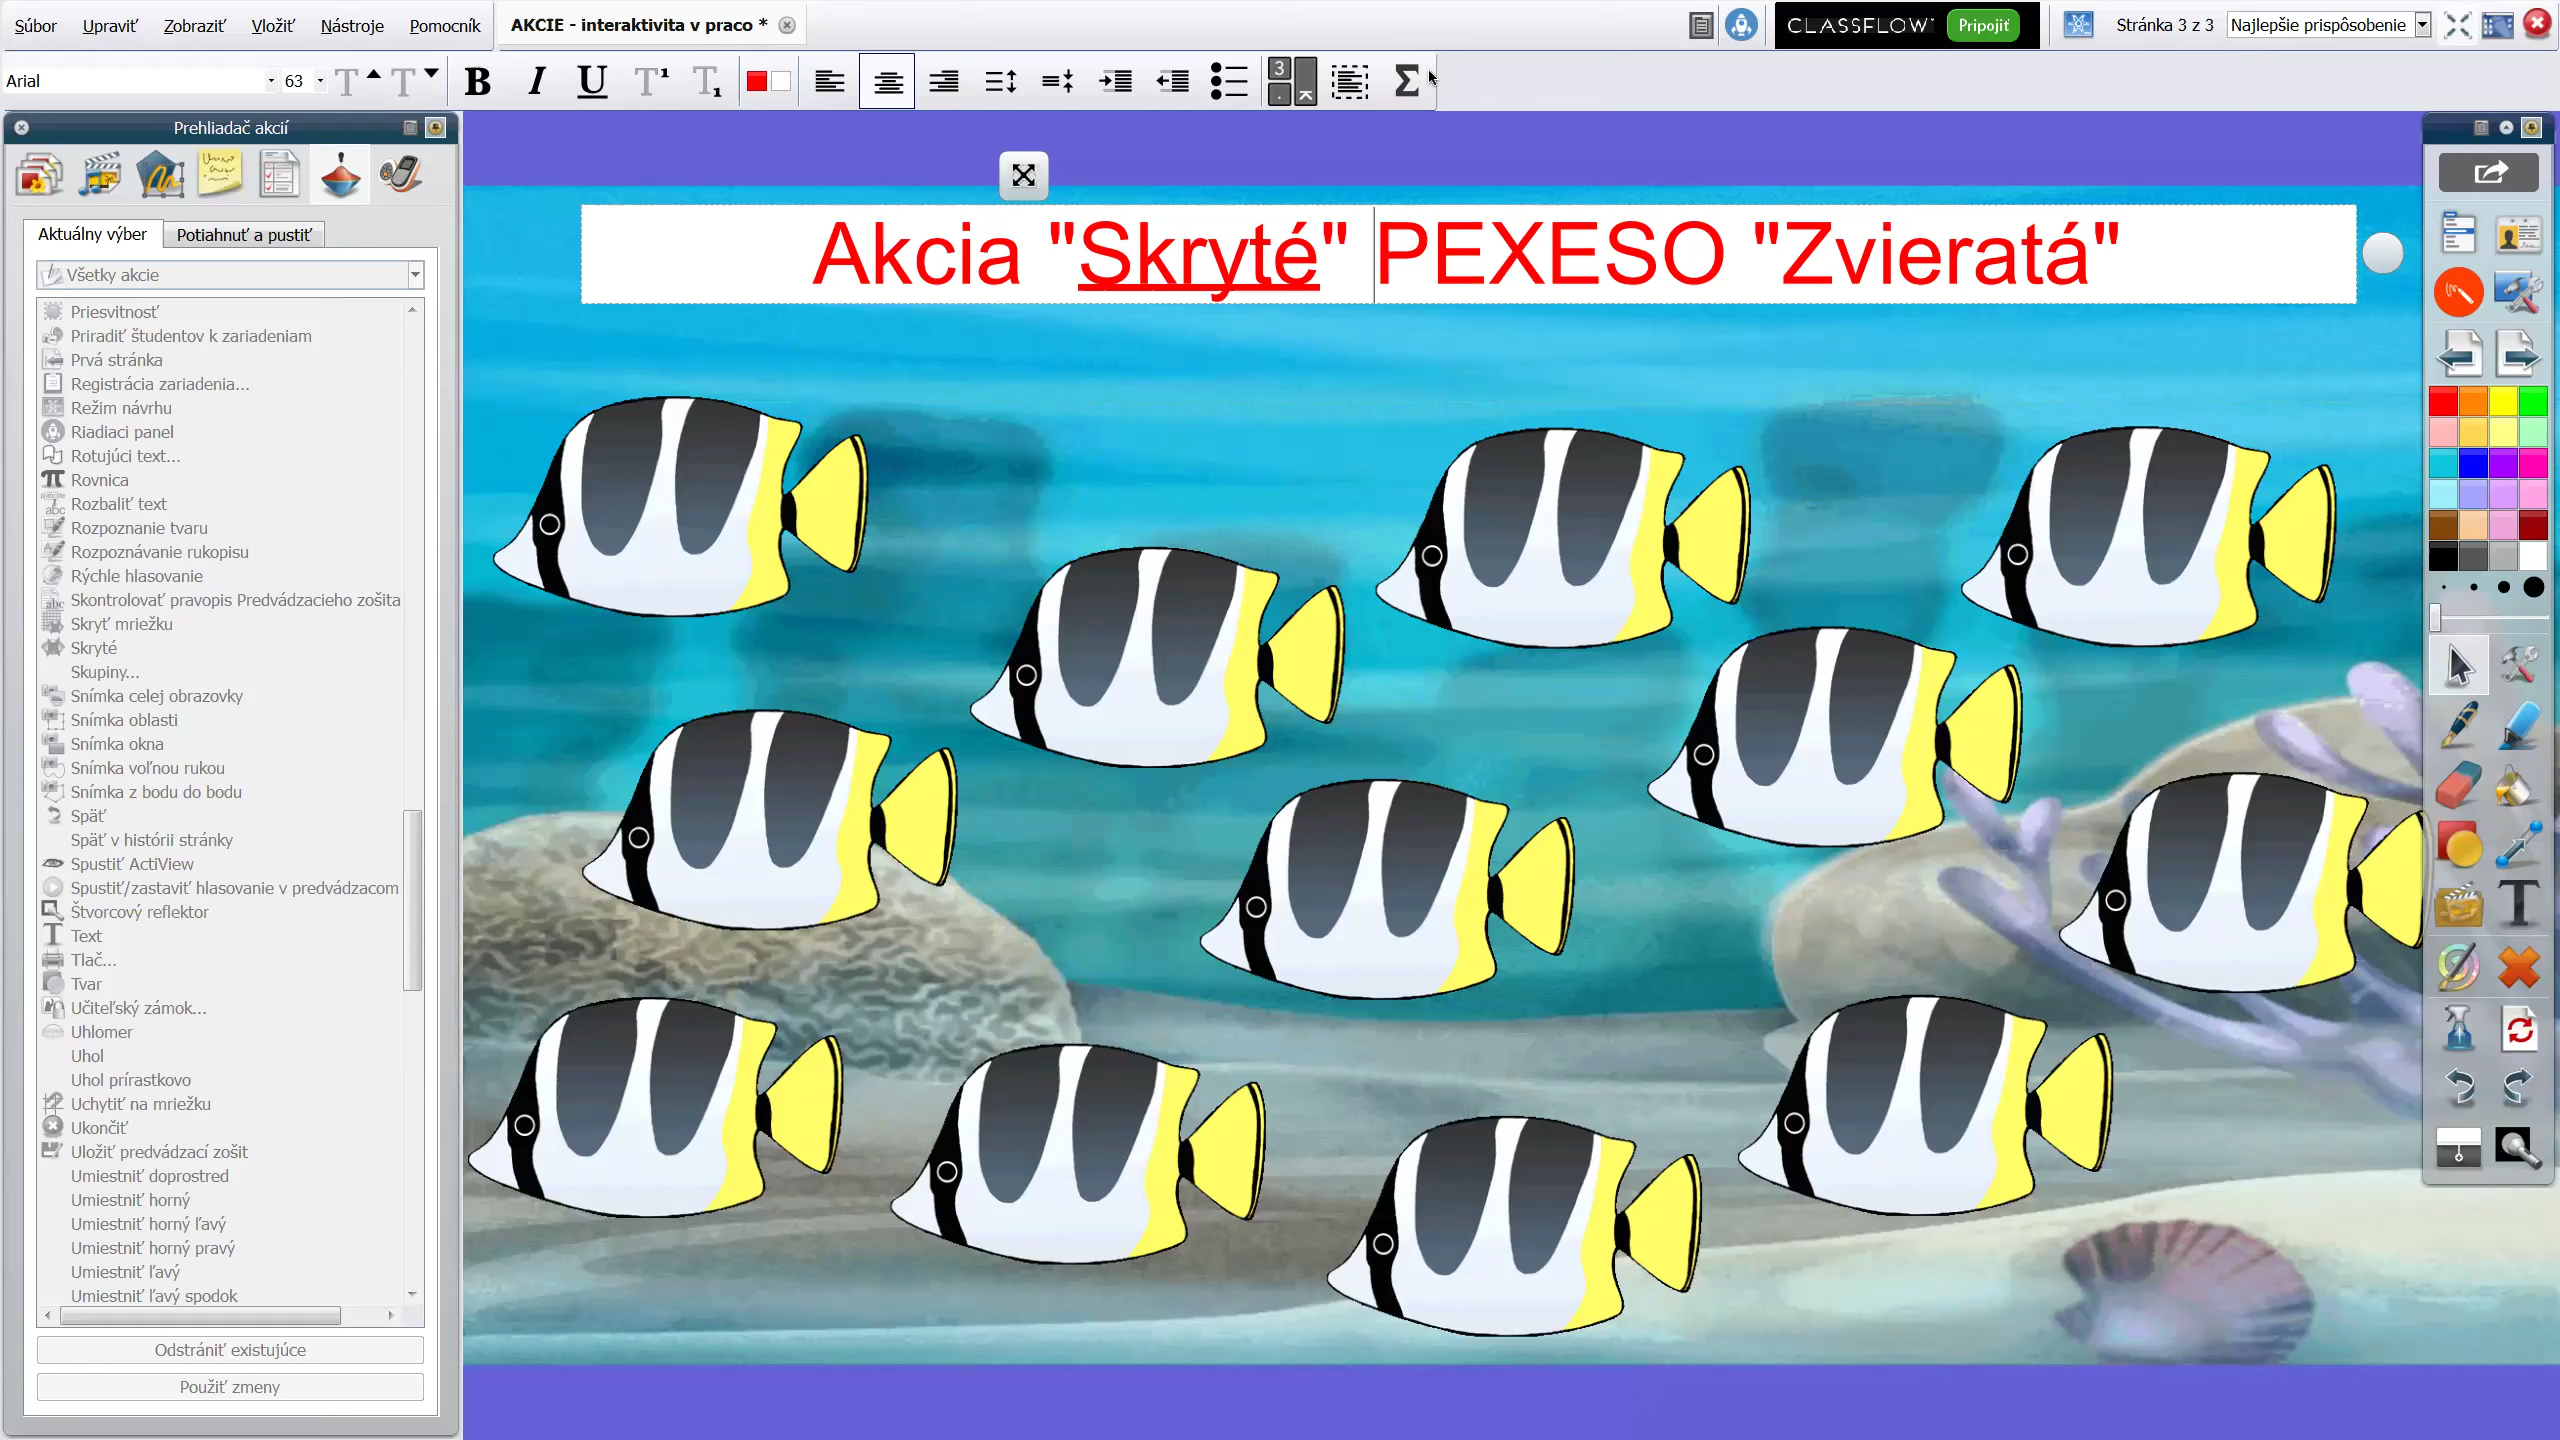 Súbor Upraviť Zobraziť Vložiť Nástroje Pomocník
AKCIE - interaktivita v praco *
CLASSFLOW Pripojiť
Stránka 3 z 3 Najlepšie prispôsobenie
Arial 63
Prehliadač akcií
Aktuálny výber Potiahnuť a pustiť
Všetky akcie
Priesvitnosť
Priradiť študentov k zariadeniam
Prvá stránka
Registrácia zariadenia...
Režim návrhu
Riadiaci panel
Rotujúci text...
Rovnica
Rozbaliť text
Rozpoznanie tvaru
Rozpoznávanie rukopisu
Rýchle hlasovanie
Skontrolovať pravopis Predvádzacieho zošita
Skryť mriežku
Skryté
Skupiny...
Snímka celej obrazovky
Snímka oblasti
Snímka okna
Snímka voľnou rukou
Snímka z bodu do bodu
Späť
Späť v histórii stránky
Spustiť ActiView
Spustiť/zastaviť hlasovanie v predvádzacom
Štvorcový reflektor
Text
Tlač...
Tvar
Učiteľský zámok...
Uhlomer
Uhol
Uhol prírastkovo
Uchytiť na mriežku
Ukončiť
Uložiť predvádzací zošit
Umiestniť doprostred
Umiestniť horný
Umiestniť horný ľavý
Umiestniť horný pravý
Umiestniť ľavý
Umiestniť ľavý spodok
Odstrániť existujúce
Použiť zmeny
Akcia "Skryté" PEXESO "Zvieratá"